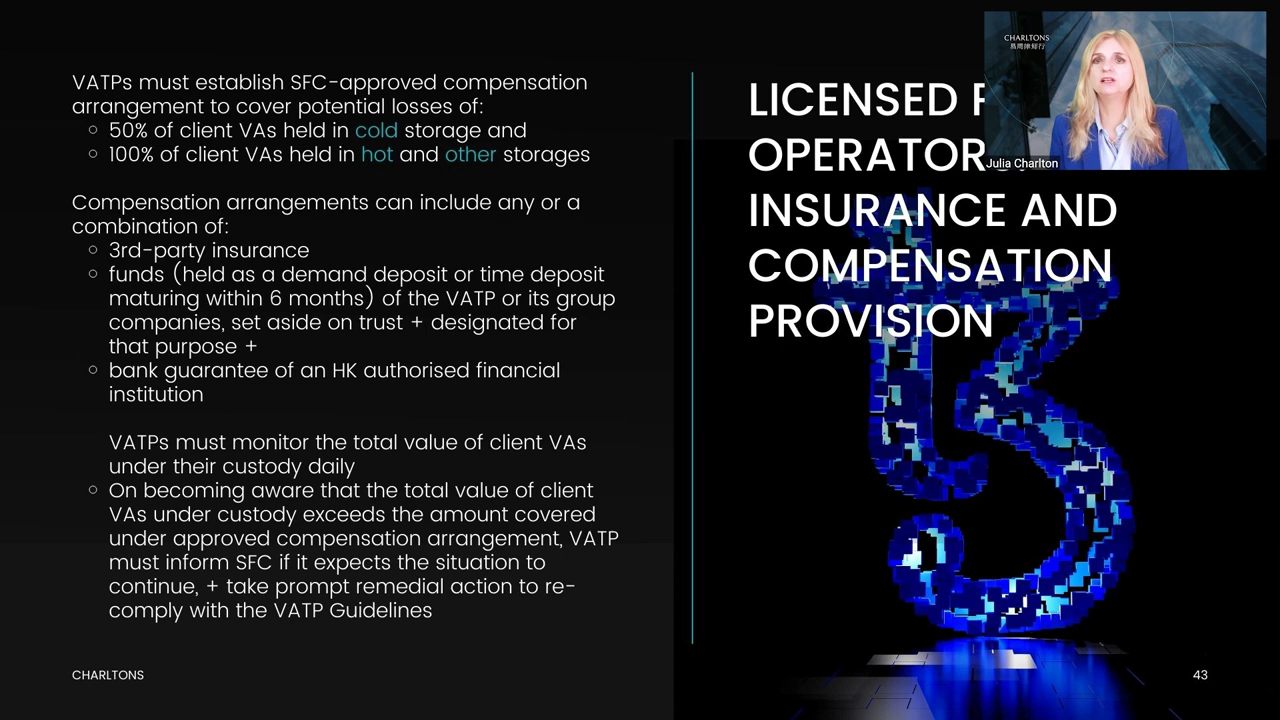 VATPs must establish SFC-approved compensation
arrangement to cover potential losses of:
○ 50% of client VAs held in cold storage and
○ 100% of client VAs held in hot and other storages
Compensation arrangements can include any or a
combination of:
○ 3rd-party insurance
○ funds (held as a demand deposit or time deposit
maturing within 6 months) of the VATP or its group
companies, set aside on trust + designated for
that purpose +
○ bank guarantee of an HK authorised financial
institution
VATPs must monitor the total value of client VAs
under their custody daily
○ On becoming aware that the total value of client
VAs under custody exceeds the amount covered
under approved compensation arrangement, VATP
must inform SFC if it expects the situation to
continue, + take prompt remedial action to re-
comply with the VATP Guidelines
CHARLTONS
LICENSED
OPERATOR
INSURANCE AND
COMPENSATION
PROVISION
CHARLTONS
Julia Charlton
43